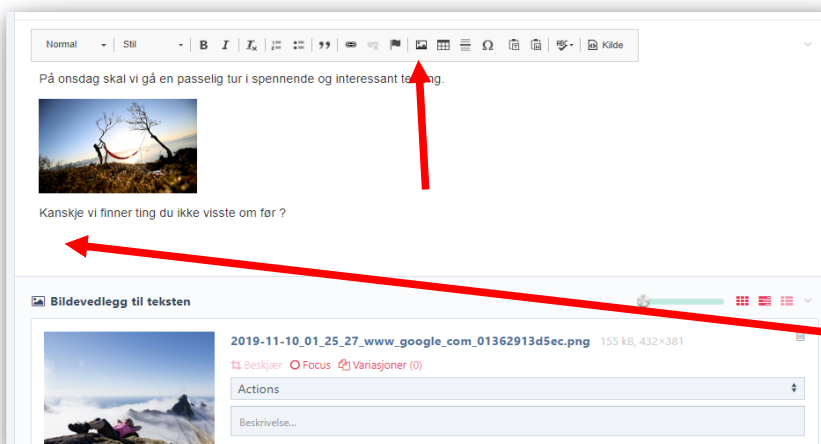 Normal Stil B I Tx Ω ABC Kilde
På onsdag skal vi gå en passelig tur i spennende og interessant
Kanskje vi finner ting du ikke visste om før ?
Bildevedlegg til teksten
2019-11-10_01_25_27_www_google_com_01362913d5ec.png 155 kB, 432×381
Beskjær Focus Variasjoner (0)
Actions
Beskrivelse...